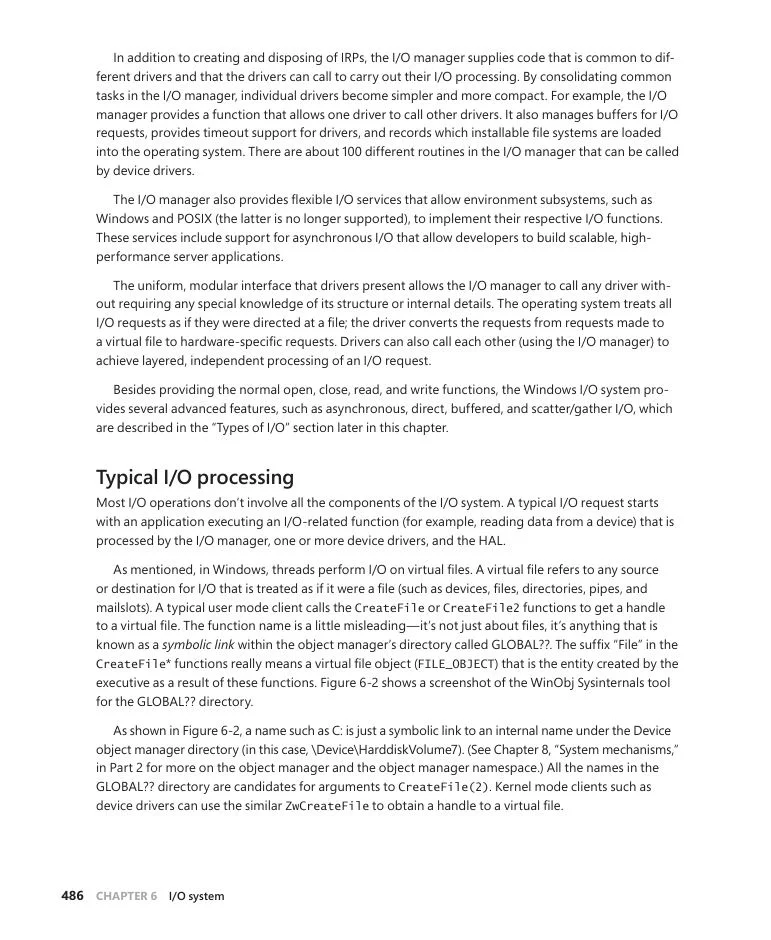 In addition to creating and disposing of IRPs, the I/O manager supplies code that is common to dif-
ferent drivers and that the drivers can call to carry out their I/O processing. By consolidating common
tasks in the I/O manager, individual drivers become simpler and more compact. For example, the I/O
manager provides a function that allows one driver to call other drivers. It also manages buffers for I/O
requests, provides timeout support for drivers, and records which installable file systems are loaded
into the operating system. There are about 100 different routines in the I/O manager that can be called
by device drivers.
The I/O manager also provides flexible I/O services that allow environment subsystems, such as
Windows and POSIX (the latter is no longer supported), to implement their respective I/O functions.
These services include support for asynchronous I/O that allow developers to build scalable, high-
performance server applications.
The uniform, modular interface that drivers present allows the I/O manager to call any driver with-
out requiring any special knowledge of its structure or internal details. The operating system treats all
I/O requests as if they were directed at a file; the driver converts the requests from requests made to
a virtual file to hardware-specific requests. Drivers can also call each other (using the I/O manager) to
achieve layered, independent processing of an I/O request.
Besides providing the normal open, close, read, and write functions, the Windows I/O system pro-
vides several advanced features, such as asynchronous, direct, buffered, and scatter/gather I/O, which
are described in the “Types of I/O” section later in this chapter.
Typical I/O processing
Most I/O operations don’t involve all the components of the I/O system. A typical I/O request starts
with an application executing an I/O-related function (for example, reading data from a device) that is
processed by the I/O manager, one or more device drivers, and the HAL.
As mentioned, in Windows, threads perform I/O on virtual files. A virtual file refers to any source
or destination for I/O that is treated as if it were a file (such as devices, files, directories, pipes, and
mailslots). A typical user mode client calls the CreateFile or CreateFile2 functions to get a handle
to a virtual file. The function name is a little misleading—it’s not just about files, it’s anything that is
known as a symbolic link within the object manager’s directory called GLOBAL??. The suffix “File” in the
CreateFile* functions really means a virtual file object (FILE_OBJECT) that is the entity created by the
executive as a result of these functions. Figure 6-2 shows a screenshot of the WinObj Sysinternals tool
for the GLOBAL?? directory.
As shown in Figure 6-2, a name such as C: is just a symbolic link to an internal name under the Device
object manager directory (in this case, \Device\HarddiskVolume7). (See Chapter 8, “System mechanisms,”
in Part 2 for more on the object manager and the object manager namespace.) All the names in the
GLOBAL?? directory are candidates for arguments to CreateFile(2). Kernel mode clients such as
device drivers can use the similar ZwCreateFile to obtain a handle to a virtual file.
486 CHAPTER 6 I/O system